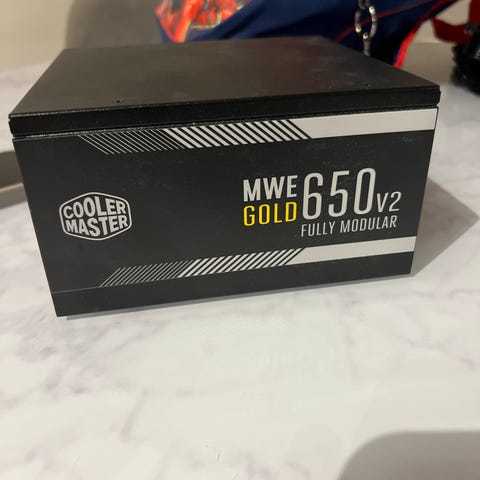 COOLER
MASTER
MWE
GOLD
650 V2
FULLY MODULAR